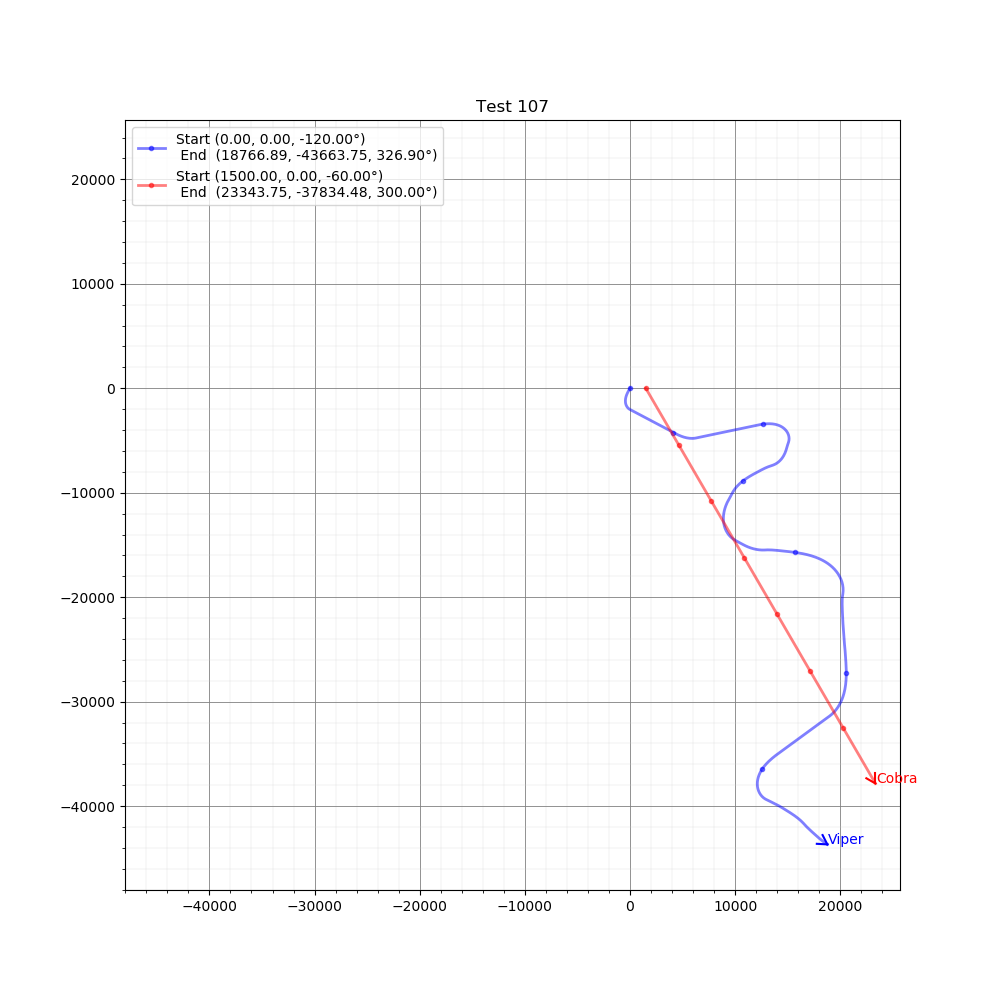 Test 107
Start (0.00, 0.00, -120.00°)
End (18766.89, -43663.75, 326.90°)
Start (1500.00, 0.00, -60.00°)
End (23343.75, -37834.48, 300.00°)
20000
10000
0
−10000
−20000
−30000
−40000
Cobra
Viper
−40000 −30000 −20000 −10000 0 10000 20000